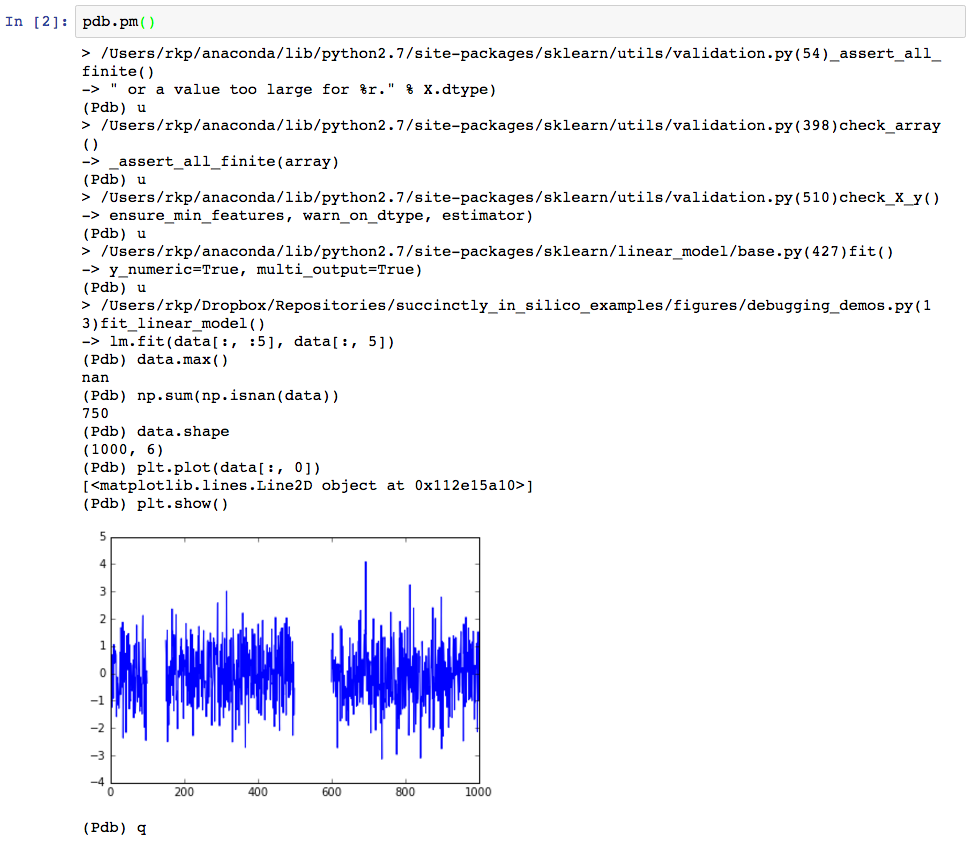 In [2]: pdb.pm()
> /Users/rkp/anaconda/lib/python2.7/site-packages/sklearn/utils/validation.py(54)_assert_all_
finite()
-> " or a value too large for %r." % X.dtype)
(Pdb) u
> /Users/rkp/anaconda/lib/python2.7/site-packages/sklearn/utils/validation.py(398)check_array
()
-> _assert_all_finite(array)
(Pdb) u
> /Users/rkp/anaconda/lib/python2.7/site-packages/sklearn/utils/validation.py(510)check_X_y()
-> ensure_min_features, warn_on_dtype, estimator)
(Pdb) u
> /Users/rkp/anaconda/lib/python2.7/site-packages/sklearn/linear_model/base.py(427)fit()
-> y_numeric=True, multi_output=True)
(Pdb) u
> /Users/rkp/Dropbox/Repositories/succinctly_in_silico_examples/figures/debugging_demos.py(1
3)fit_linear_model()
-> lm.fit(data[:, :5], data[:, 5])
(Pdb) data.max()
nan
(Pdb) np.sum(np.isnan(data))
750
(Pdb) data.shape
(1000, 6)
(Pdb) plt.plot(data[:, 0])
[<matplotlib.lines.Line2D object at 0x112e15a10>]
(Pdb) plt.show()
5
4
3
2
1
0
−1
−2
−3
−4
0 200 400 600 800 1000
(Pdb) q